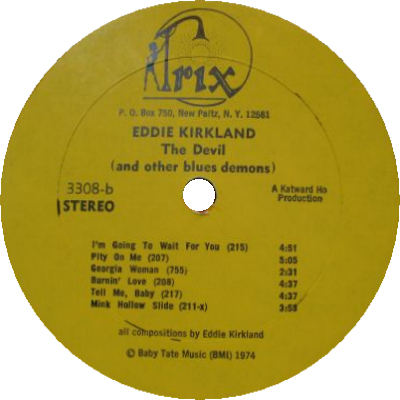 Trix
P. O. Box 750, New Paltz, N. Y. 12561
EDDIE KIRKLAND
The Devil
(and other blues demons)
3308-b
STEREO
A Katward Ho
Production
I'm Going To Wait For You (215) 4:51
Pity On Me (207) 5:05
Georgia Woman (755) 2:31
Burnin' Love (208) 4:37
Tell Me, Baby (217) 4:37
Mink Hollow Slide (211-x) 3:58
all compositions by Eddie Kirkland
© Baby Tate Music (BMI) 1974